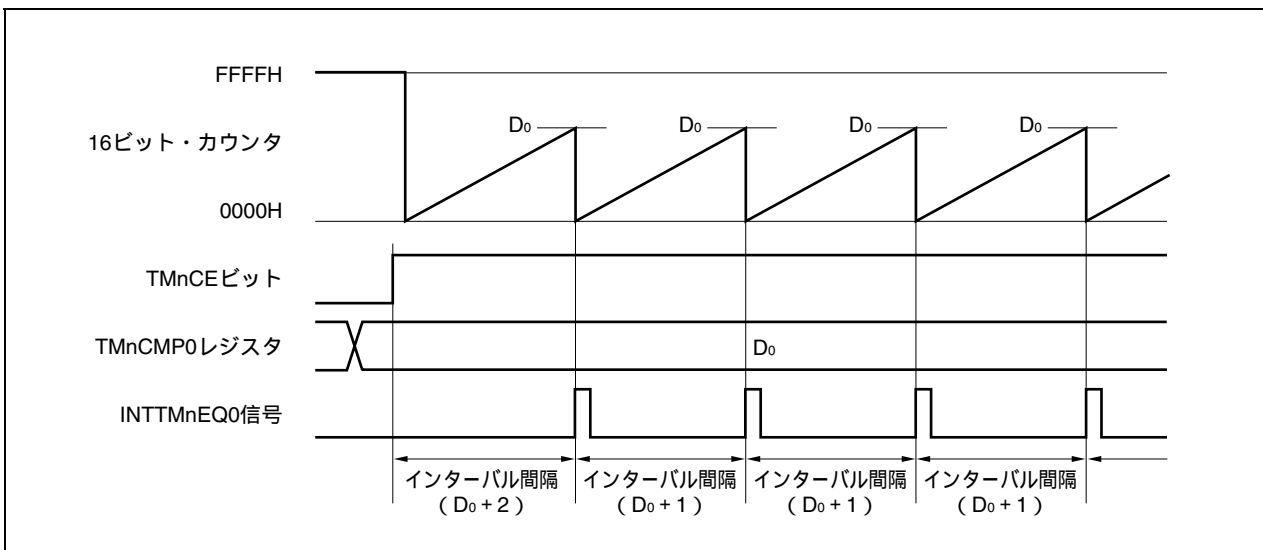 FFFFH
16ビット・カウンタ
D0 D0 D0 D0
0000H
TMnCEビット
TMnCMP0レジスタ
D0
INTTMnEQ0信号
インターバル間隔 インターバル間隔 インターバル間隔 インターバル間隔
(D0+2) (D0+1) (D0+1) (D0+1)